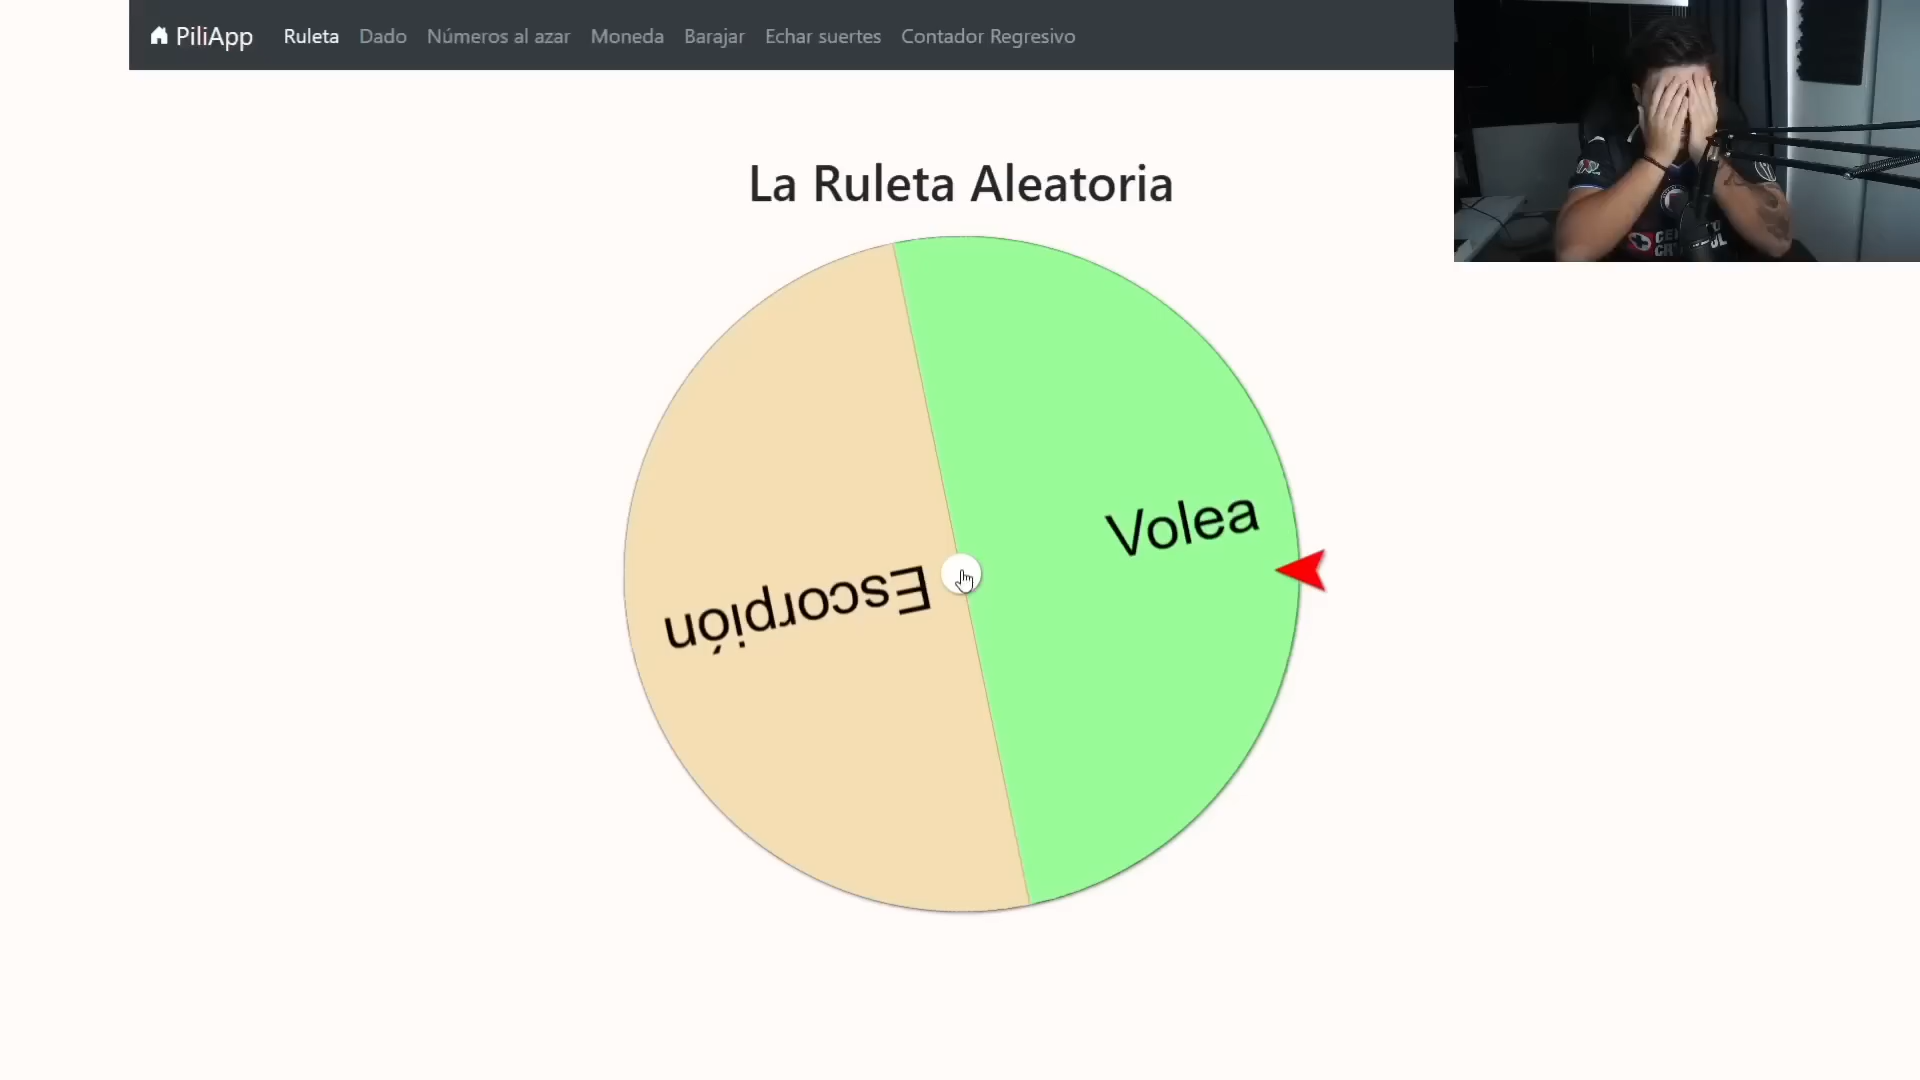 PiliApp Ruleta Dado Números al azar Moneda Barajar Echar suertes Contador Regresivo
La Ruleta Aleatoria
Volea
Escorpión